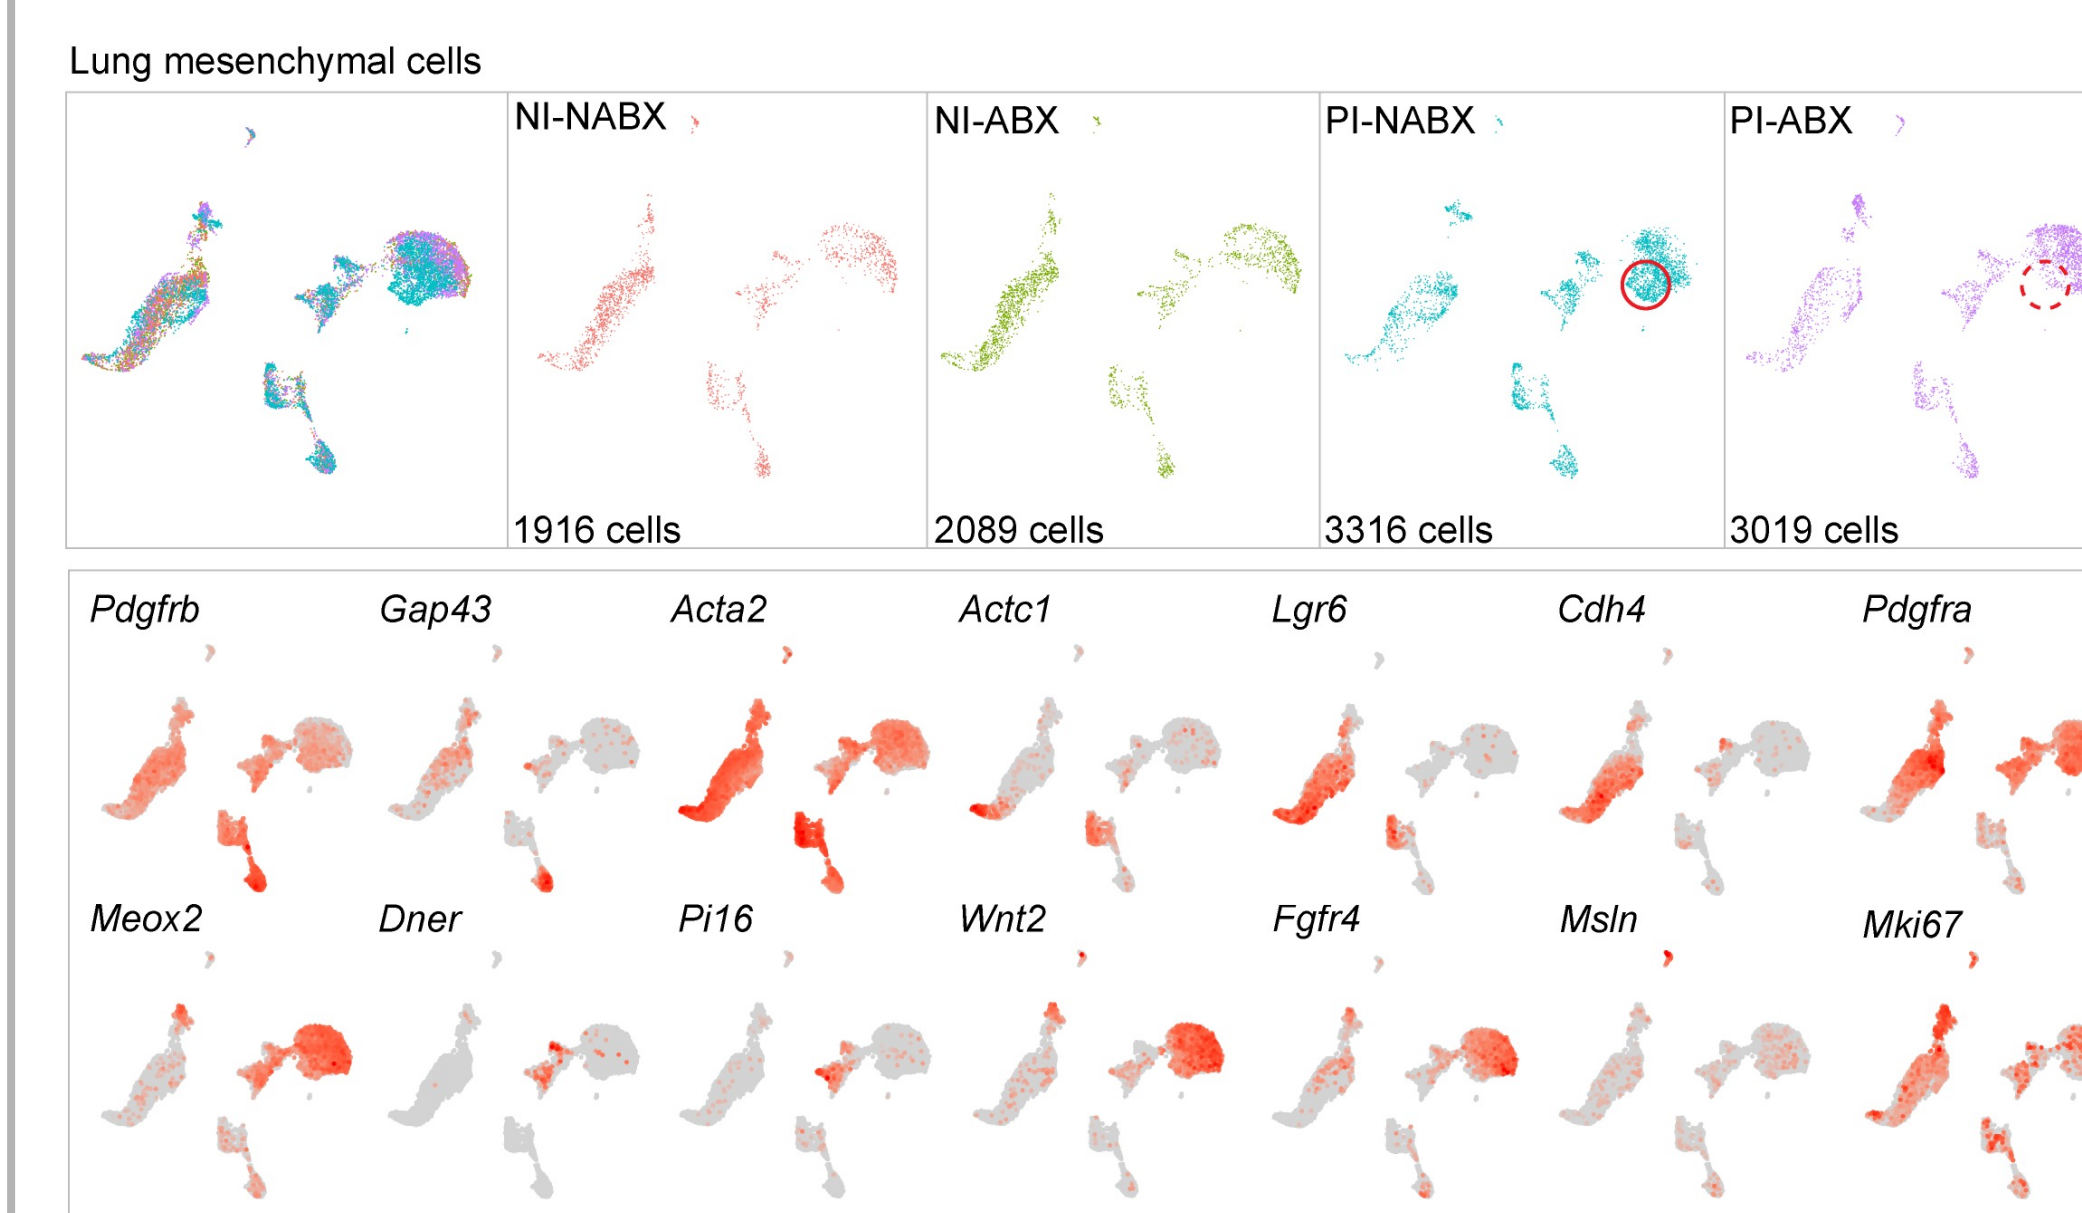 Lung mesenchymal cells
NI-NABX NI-ABX PI-NABX PI-ABX
1916 cells 2089 cells 3316 cells 3019 cells
Pdgfrb Gap43 Acta2 Actc1 Lgr6 Cdh4 Pdgfra
Meox2 Dner Pi16 Wnt2 Fgfr4 Msln Mki67